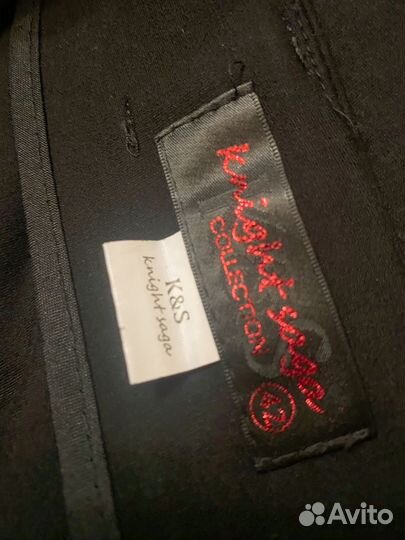 knight saga
COLLECTION
42
K&S
knight saga
Avito